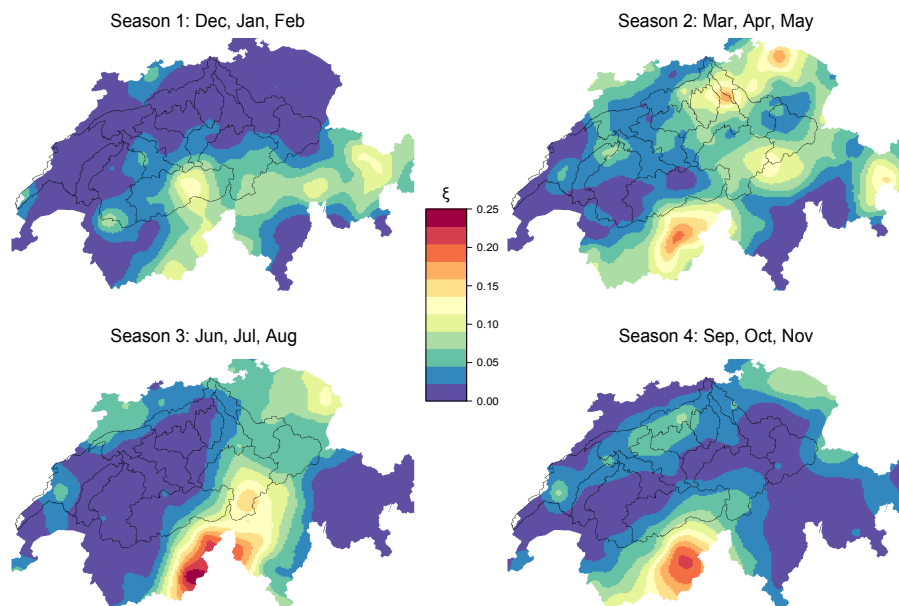 Season 1: Dec, Jan, Feb
Season 2: Mar, Apr, May
ξ
0.25
0.20
0.15
0.10
0.05
0.00
Season 3: Jun, Jul, Aug
Season 4: Sep, Oct, Nov